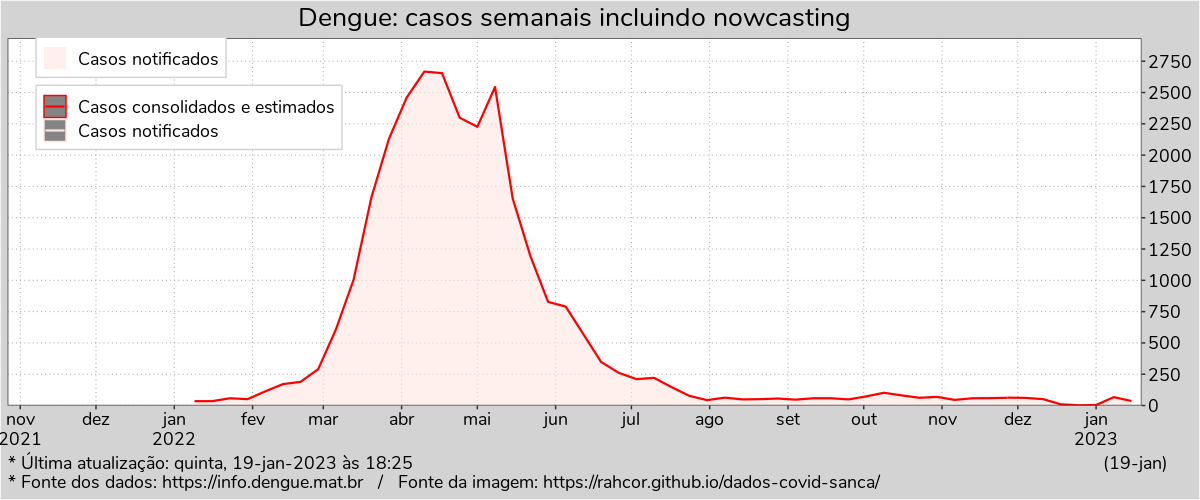 Dengue: casos semanais incluindo nowcasting
Casos notificados
Casos consolidados e estimados
Casos notificados
2750
2500
2250
2000
1750
1500
1250
1000
750
500
250
0
nov dez jan fev mar abr mai jun jul ago set out nov dez jan
2021 2022 2023
* Última atualização: quinta, 19-jan-2023 às 18:25 (19-jan)
* Fonte dos dados: https://info.dengue.mat.br / Fonte da imagem: https://rahcor.github.io/dados-covid-sanca/